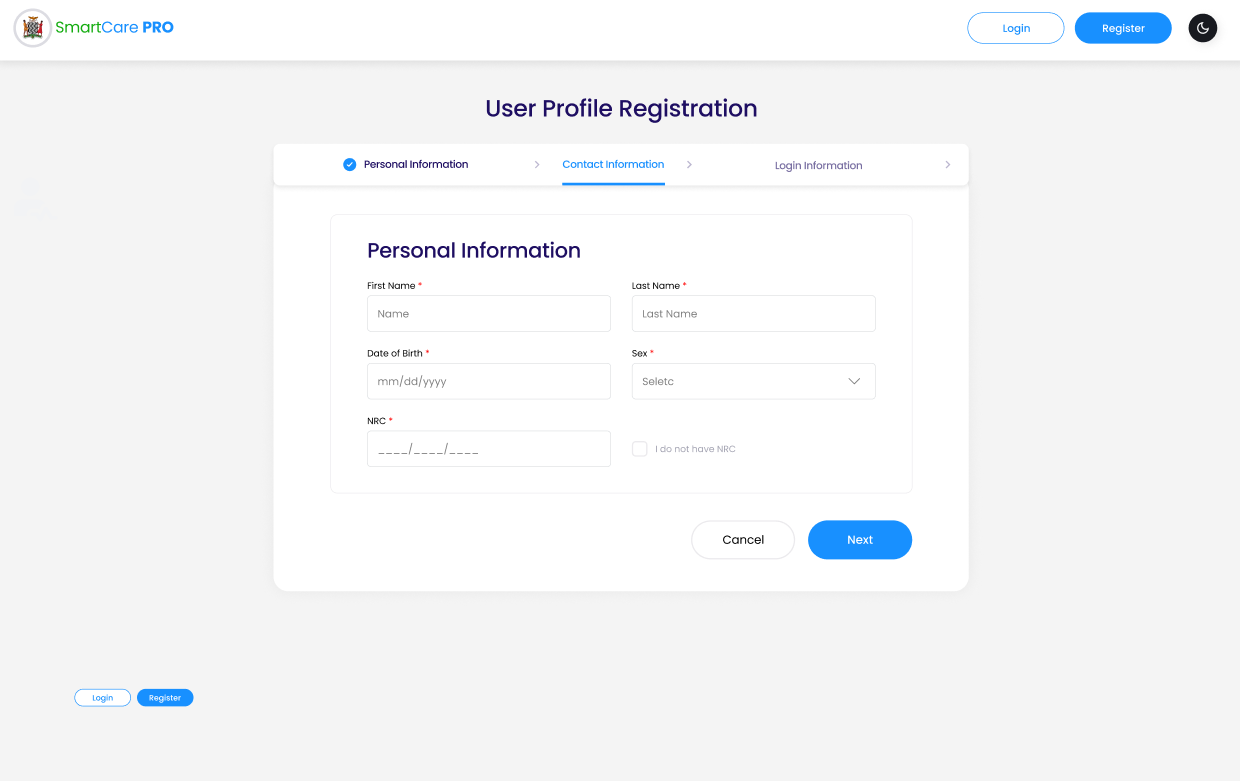 SmartCare PRO
Login
Register
User Profile Registration
Personal Information
Contact Information
Login Information
Personal Information
First Name *
Last Name *
Name
Last Name
Date of Birth *
Sex *
mm/dd/yyyy
Seletc
NRC *
____/____/____
I do not have NRC
Cancel
Next
Login
Register